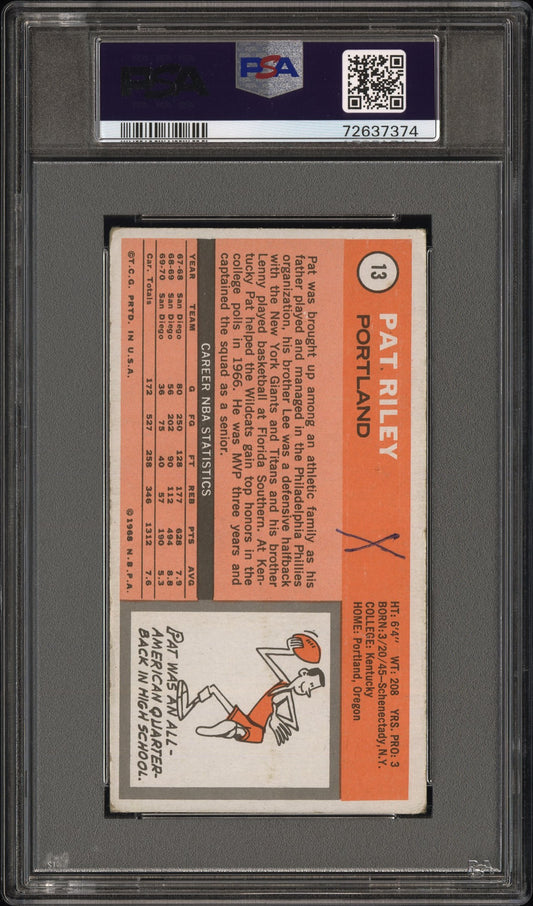 PSA
PSA
72637374
13
PAT RILEY
PORTLAND
HT: 6'4" WT: 208 YRS. PRO: 3
BORN: 3/20/45–Schenectady, N.Y.
COLLEGE: Kentucky
HOME: Portland, Oregon
Pat was brought up among an athletic family as his
father played and managed in the Philadelphia Phillies
organization, his brother Lee was a defensive halfback
with the New York Giants and Titans and his brother
Lenny played basketball at Florida Southern. At Ken-
tucky Pat helped the Wildcats gain top honors in the
college polls in 1966. He was MVP three years and
captained the squad as a senior.
CAREER NBA STATISTICS
YEAR TEAM G FG FT REB PTS AVG
67-68 San Diego 80 250 128 177 628 7.9
68-69 San Diego 56 202 90 112 494 8.8
69-70 San Diego 36 75 40 57 190 5.3
Car. Totals 172 527 258 346 1312 7.6
©T.C.G. PRTD. IN U.S.A. ©1968 N.B.P.A.
PAT WAS AN ALL-
AMERICAN QUARTER-
BACK IN HIGH SCHOOL.